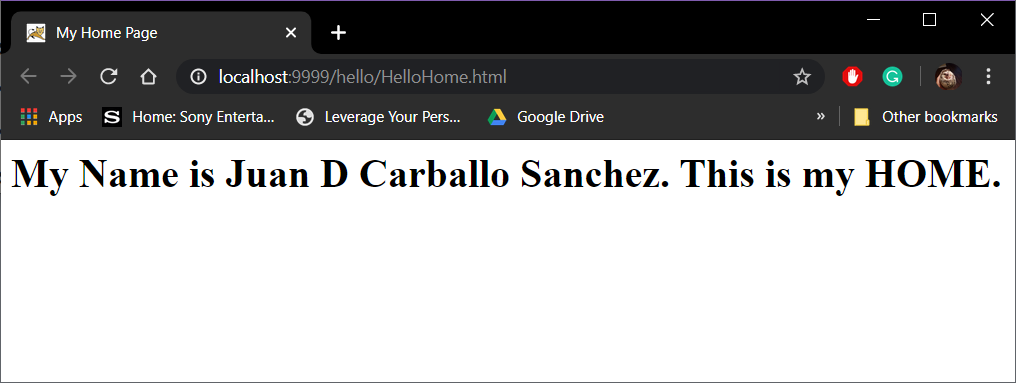 My Home Page
localhost:9999/hello/HelloHome.html
Apps
S Home: Sony Enterta...
Leverage Your Pers...
Google Drive
»
Other bookmarks
My Name is Juan D Carballo Sanchez. This is my HOME.